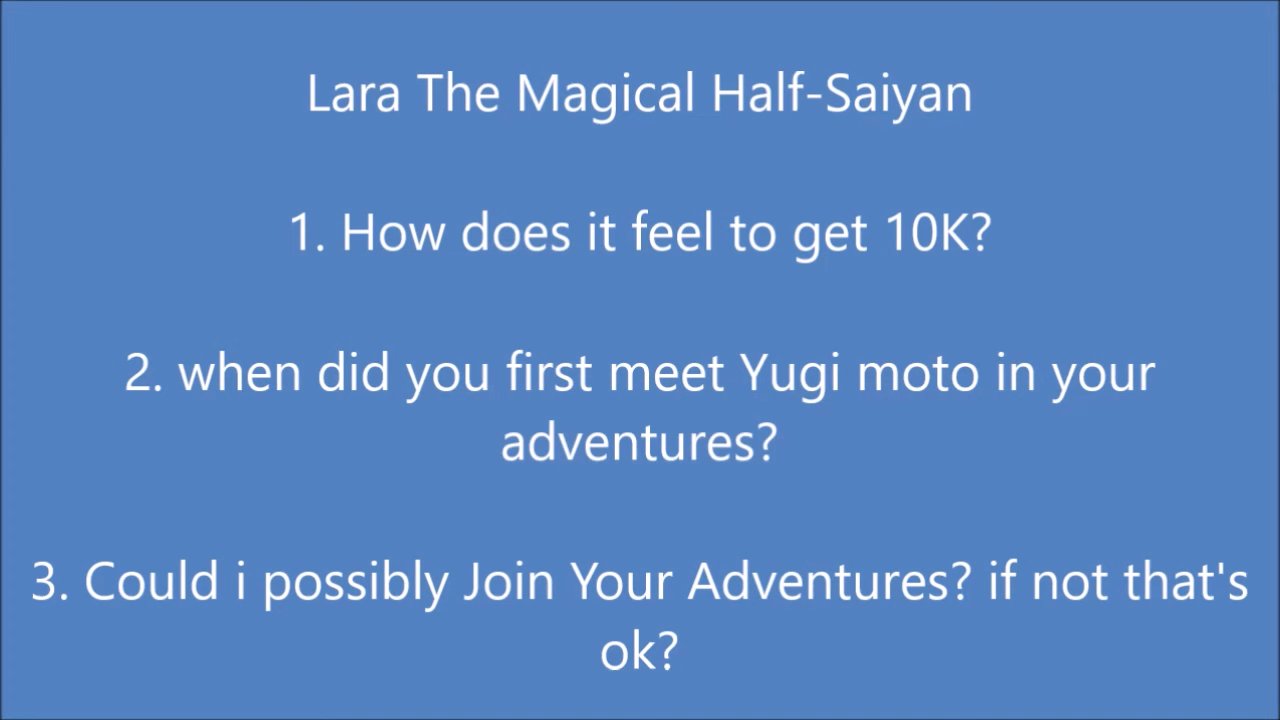 Lara The Magical Half-Saiyan
1. How does it feel to get 10K?
2. when did you first meet Yugi moto in your
adventures?
3. Could i possibly Join Your Adventures? if not that's
ok?